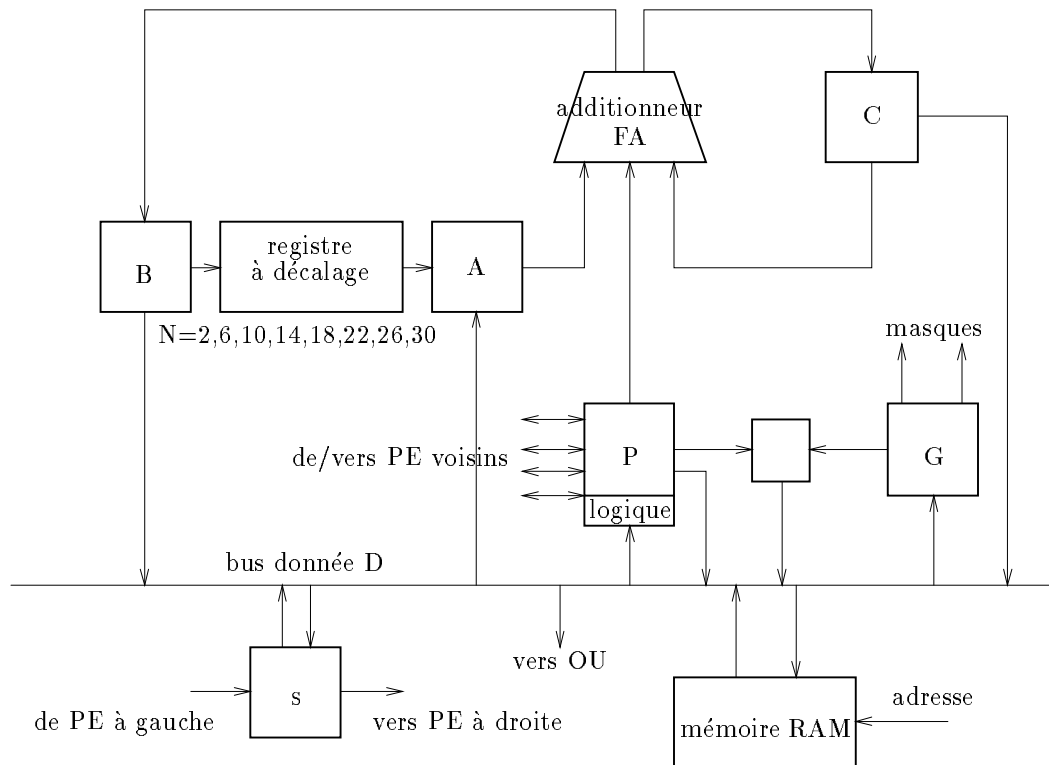 additionneur
FA
C
B
registre
à décalage
A
N=2,6,10,14,18,22,26,30
masques
de/vers PE voisins
P
G
logique
bus donnée D
vers OU
s
de PE à gauche
vers PE à droite
mémoire RAM
adresse